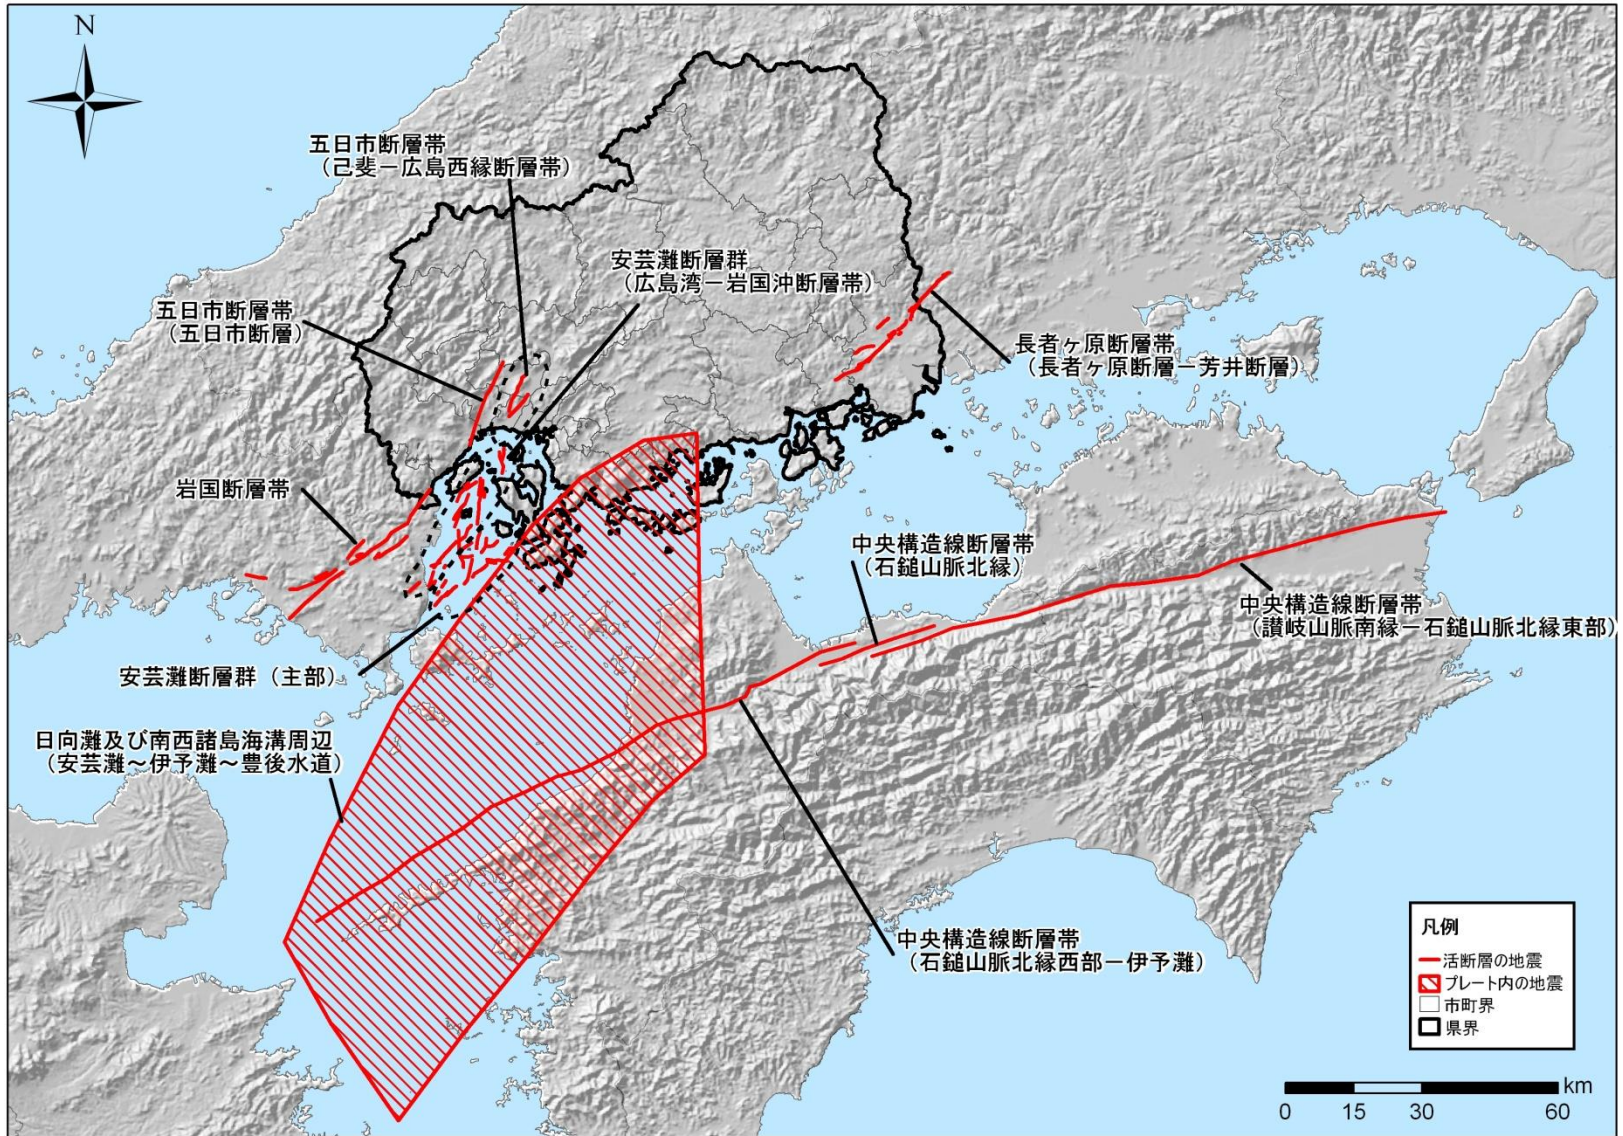 N
五日市断層帯
（己斐－広島西縁断層帯）
安芸灘断層群
（広島湾－岩国沖断層帯）
五日市断層帯
（五日市断層）
長者ヶ原断層帯
（長者ヶ原断層－芳井断層）
岩国断層帯
中央構造線断層帯
（石鎚山脈北縁）
中央構造線断層帯
（讃岐山脈南縁－石鎚山脈北縁東部）
安芸灘断層群（主部）
日向灘及び南西諸島海溝周辺
（安芸灘～伊予灘～豊後水道）
中央構造線断層帯
（石鎚山脈北縁西部－伊予灘）
凡例
活断層の地震
プレート内の地震
市町界
県界
km
0 15 30 60